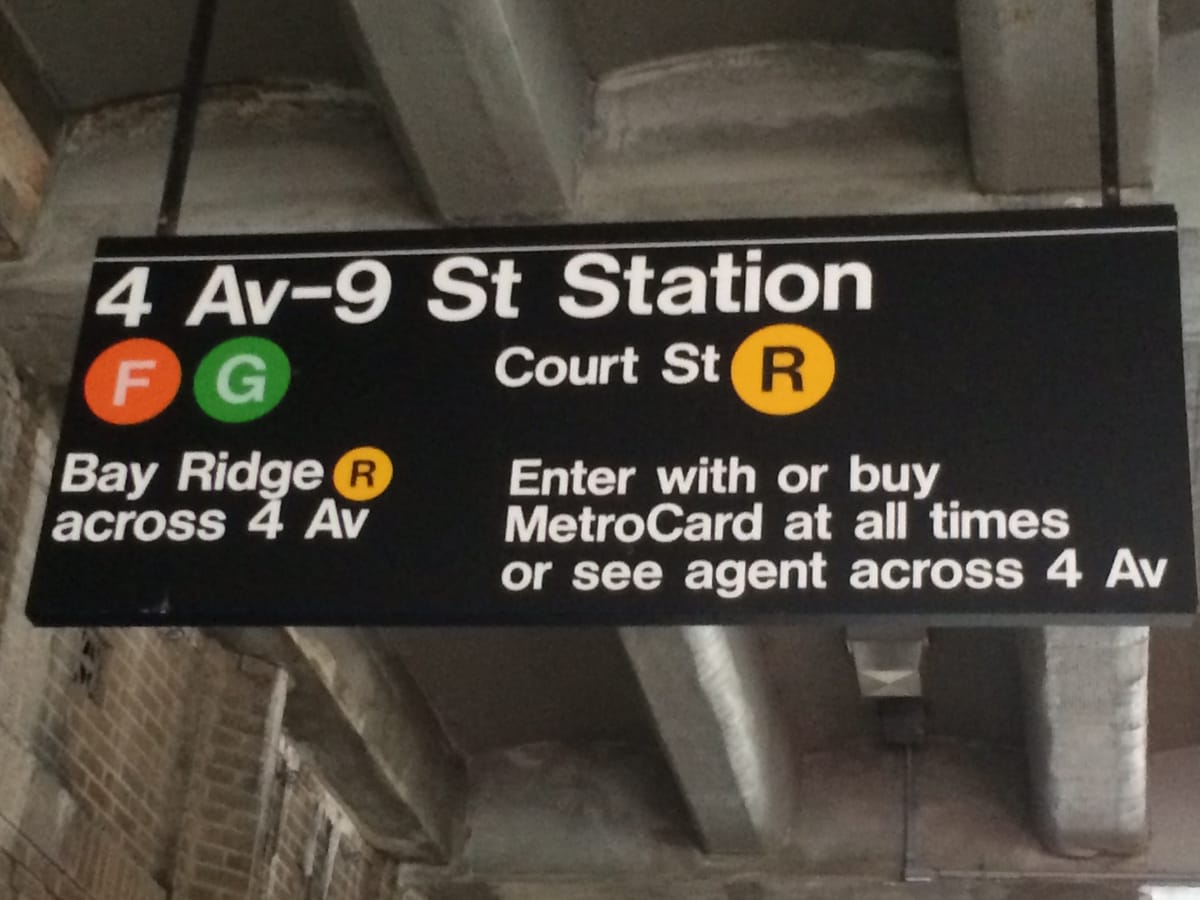 4 Av-9 St Station
F G
Court St R
Bay Ridge R
across 4 Av
Enter with or buy
MetroCard at all times
or see agent across 4 Av